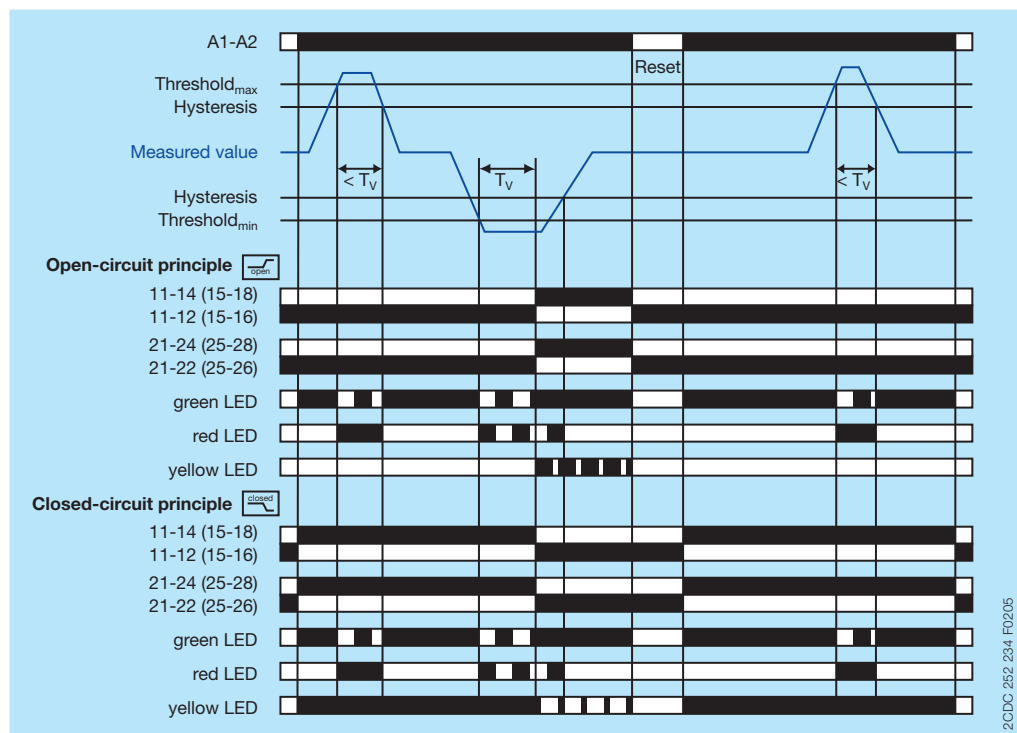 A1-A2
Reset
Thresholdmax
Hysteresis
Measured value
< TV
TV
< TV
Hysteresis
Thresholdmin
Open-circuit principle open
11-14 (15-18)
11-12 (15-16)
21-24 (25-28)
21-22 (25-26)
green LED
red LED
yellow LED
Closed-circuit principle closed
11-14 (15-18)
11-12 (15-16)
21-24 (25-28)
21-22 (25-26)
green LED
red LED
yellow LED
2CDC 252 234 F0205